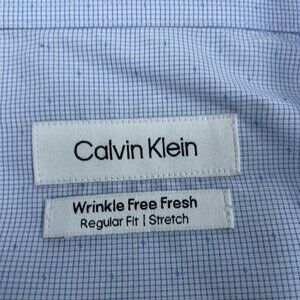 Calvin Klein
Wrinkle Free Fresh
Regular Fit | Stretch